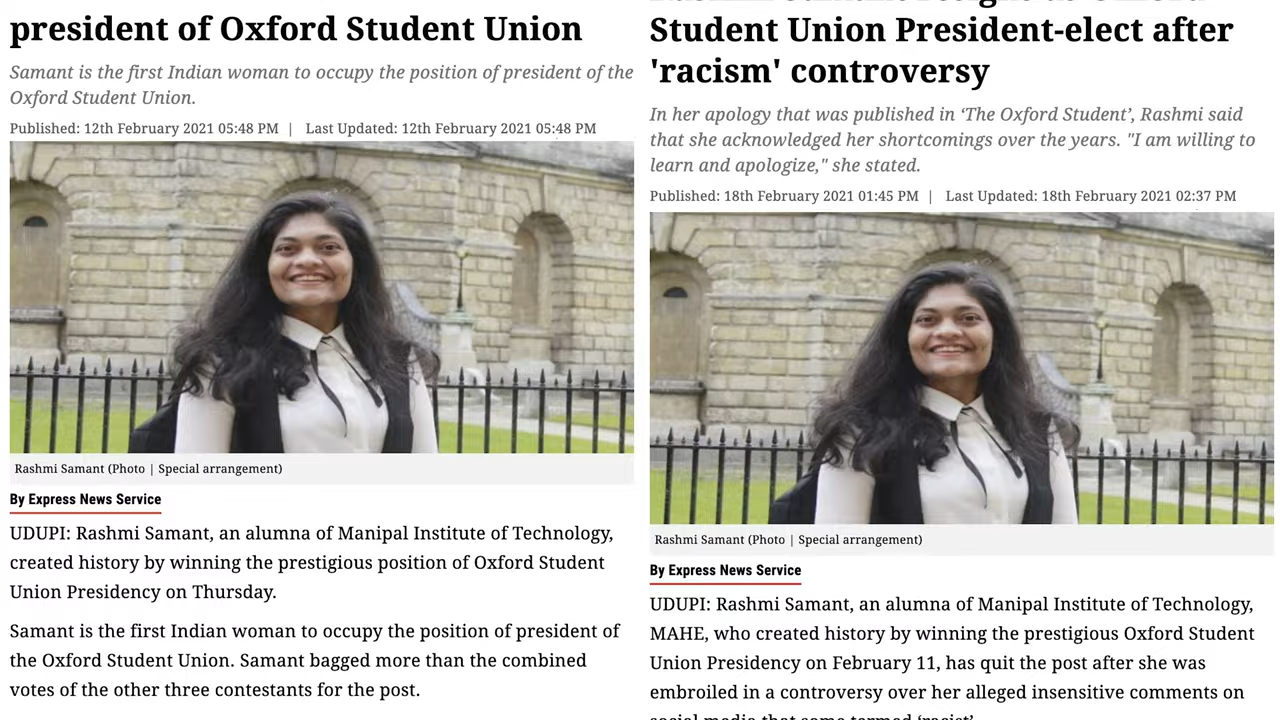 president of Oxford Student Union
Samant is the first Indian woman to occupy the position of president of the
Oxford Student Union.
Published: 12th February 2021 05:48 PM | Last Updated: 12th February 2021 05:48 PM
Rashmi Samant (Photo | Special arrangement)
By Express News Service
UDUPI: Rashmi Samant, an alumna of Manipal Institute of Technology,
created history by winning the prestigious position of Oxford Student
Union Presidency on Thursday.
Samant is the first Indian woman to occupy the position of president of
the Oxford Student Union. Samant bagged more than the combined
votes of the other three contestants for the post.
Student Union President-elect after
'racism' controversy
In her apology that was published in ‘The Oxford Student’, Rashmi said
that she acknowledged her shortcomings over the years. "I am willing to
learn and apologize," she stated.
Published: 18th February 2021 01:45 PM | Last Updated: 18th February 2021 02:37 PM
Rashmi Samant (Photo | Special arrangement)
By Express News Service
UDUPI: Rashmi Samant, an alumna of Manipal Institute of Technology,
MAHE, who created history by winning the prestigious Oxford Student
Union Presidency on February 11, has quit the post after she was
embroiled in a controversy over her alleged insensitive comments on
social media that some termed ‘racist’